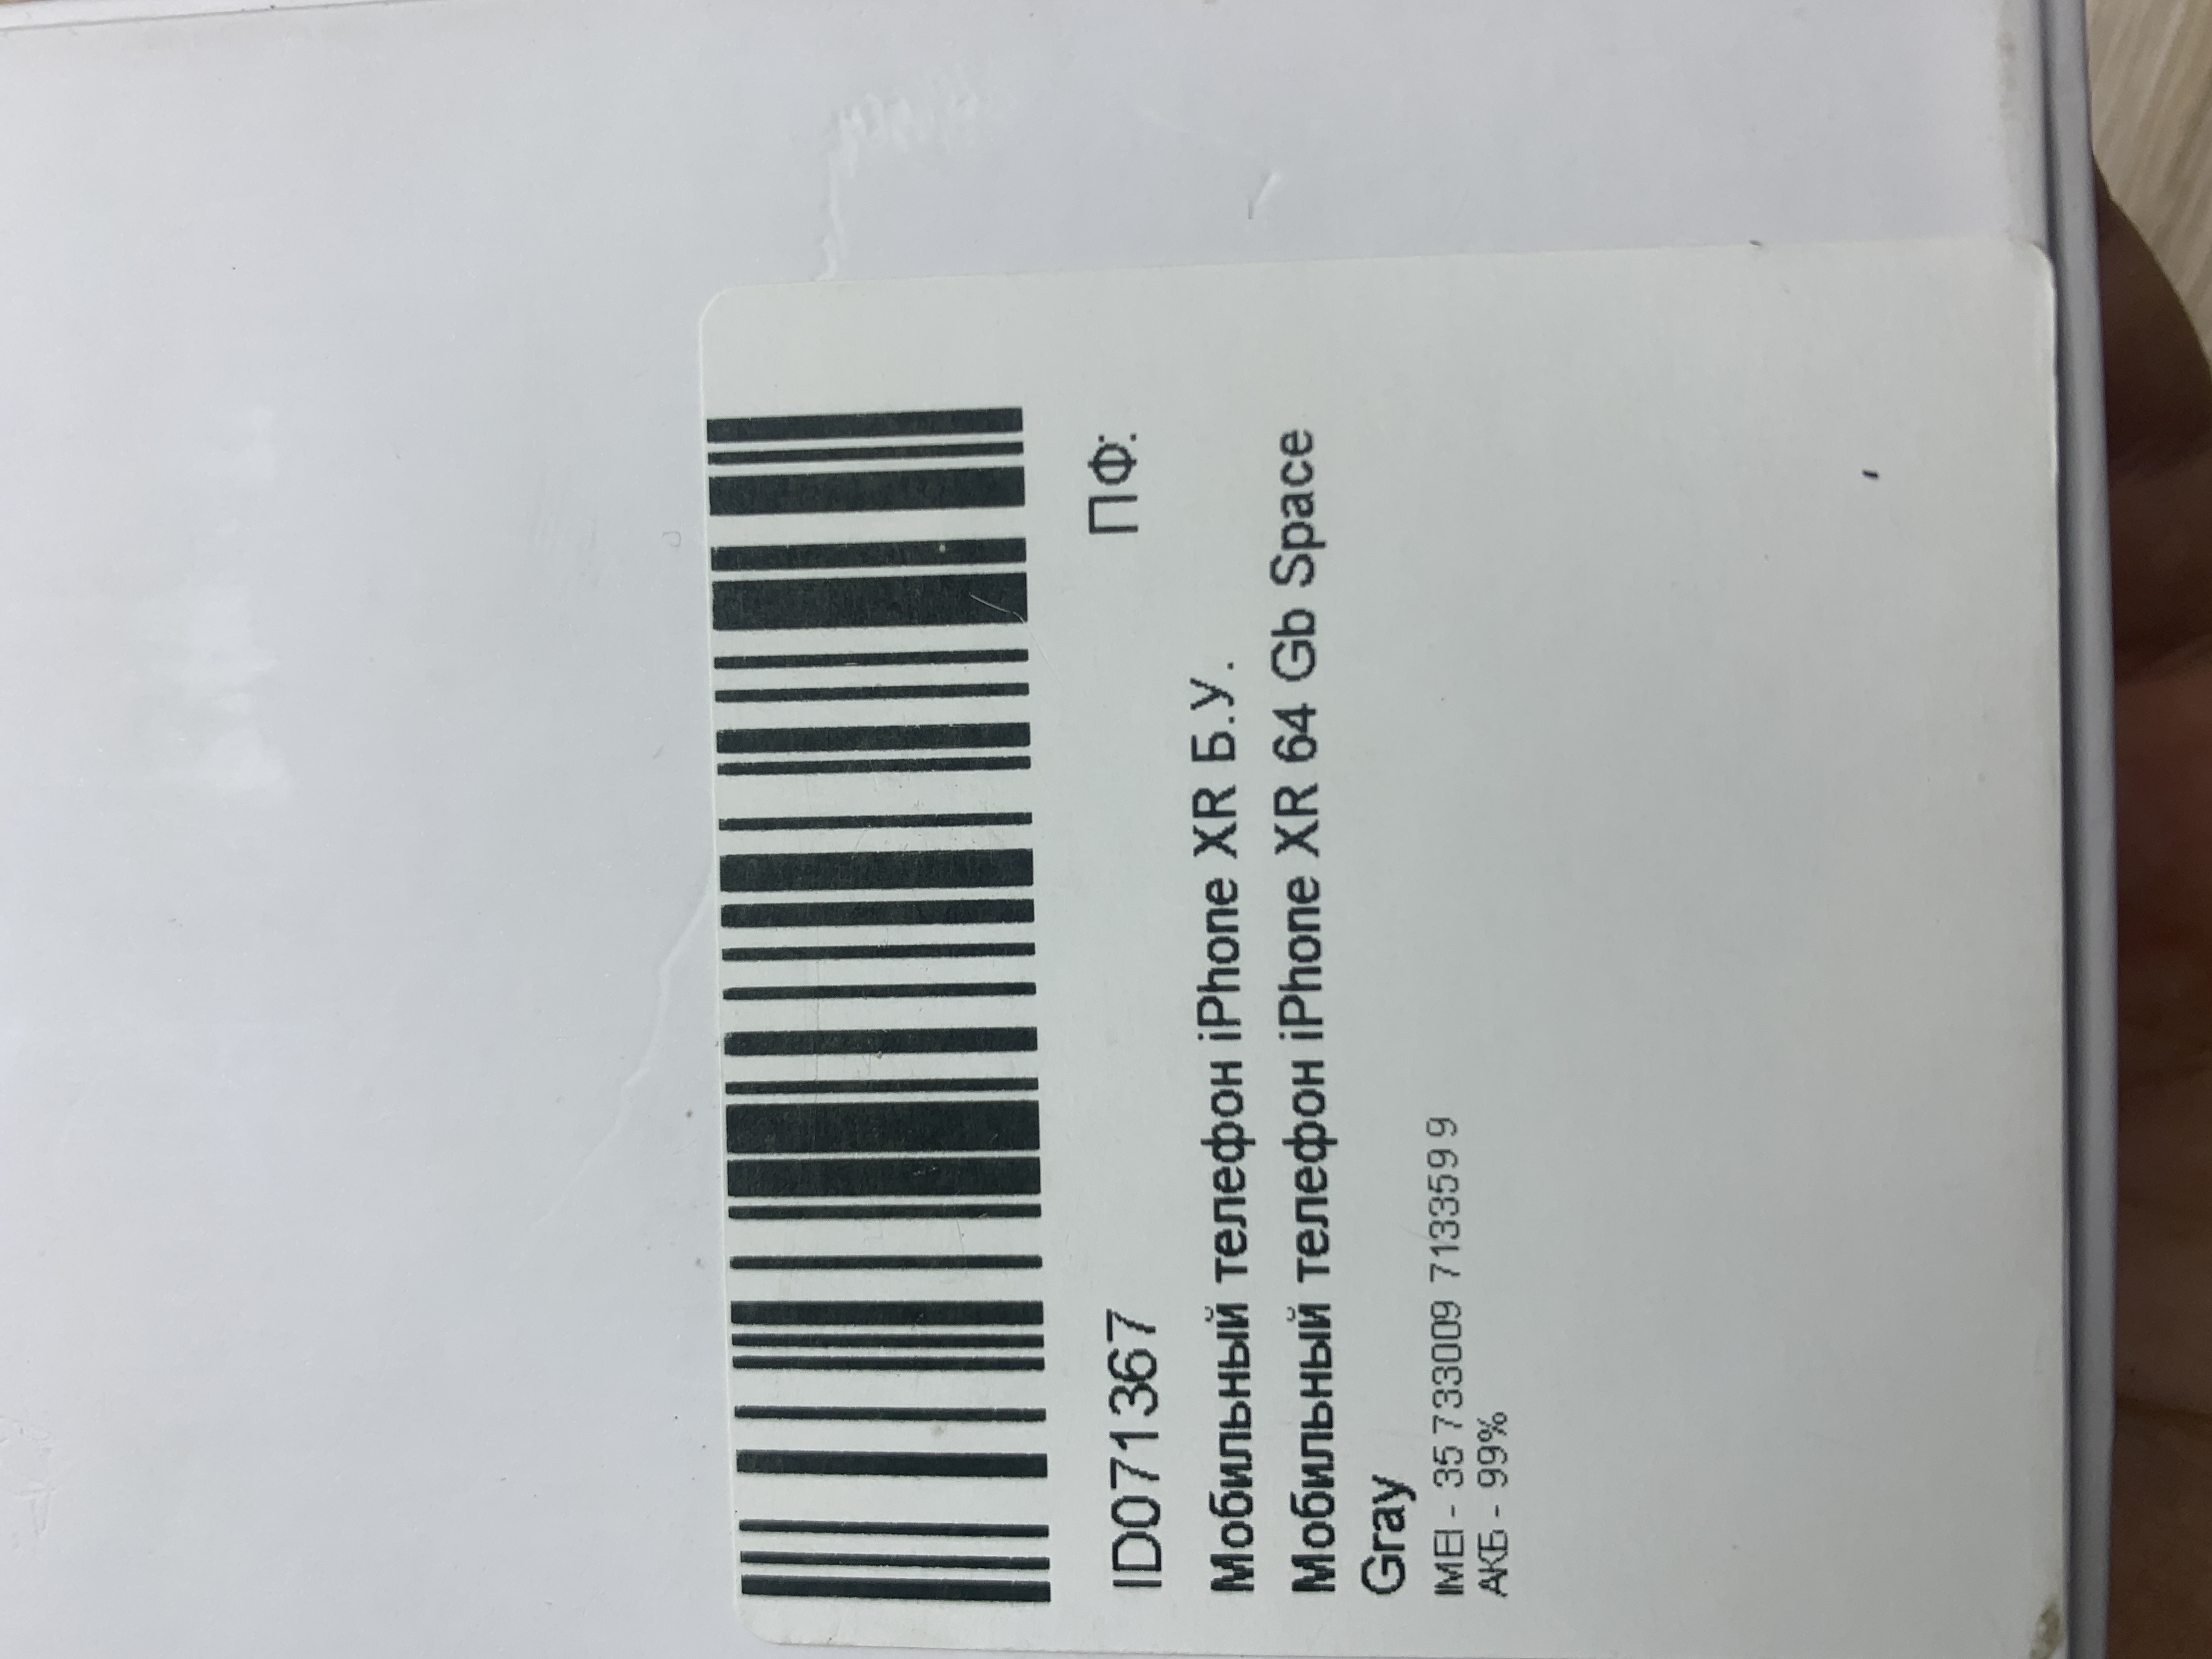 ID071367 ПФ:
Мобильный телефон iPhone XR Б.У.
Мобильный телефон iPhone XR 64 Gb Space
Gray
IMEI - 35 733009 713359 9
АКБ - 99%